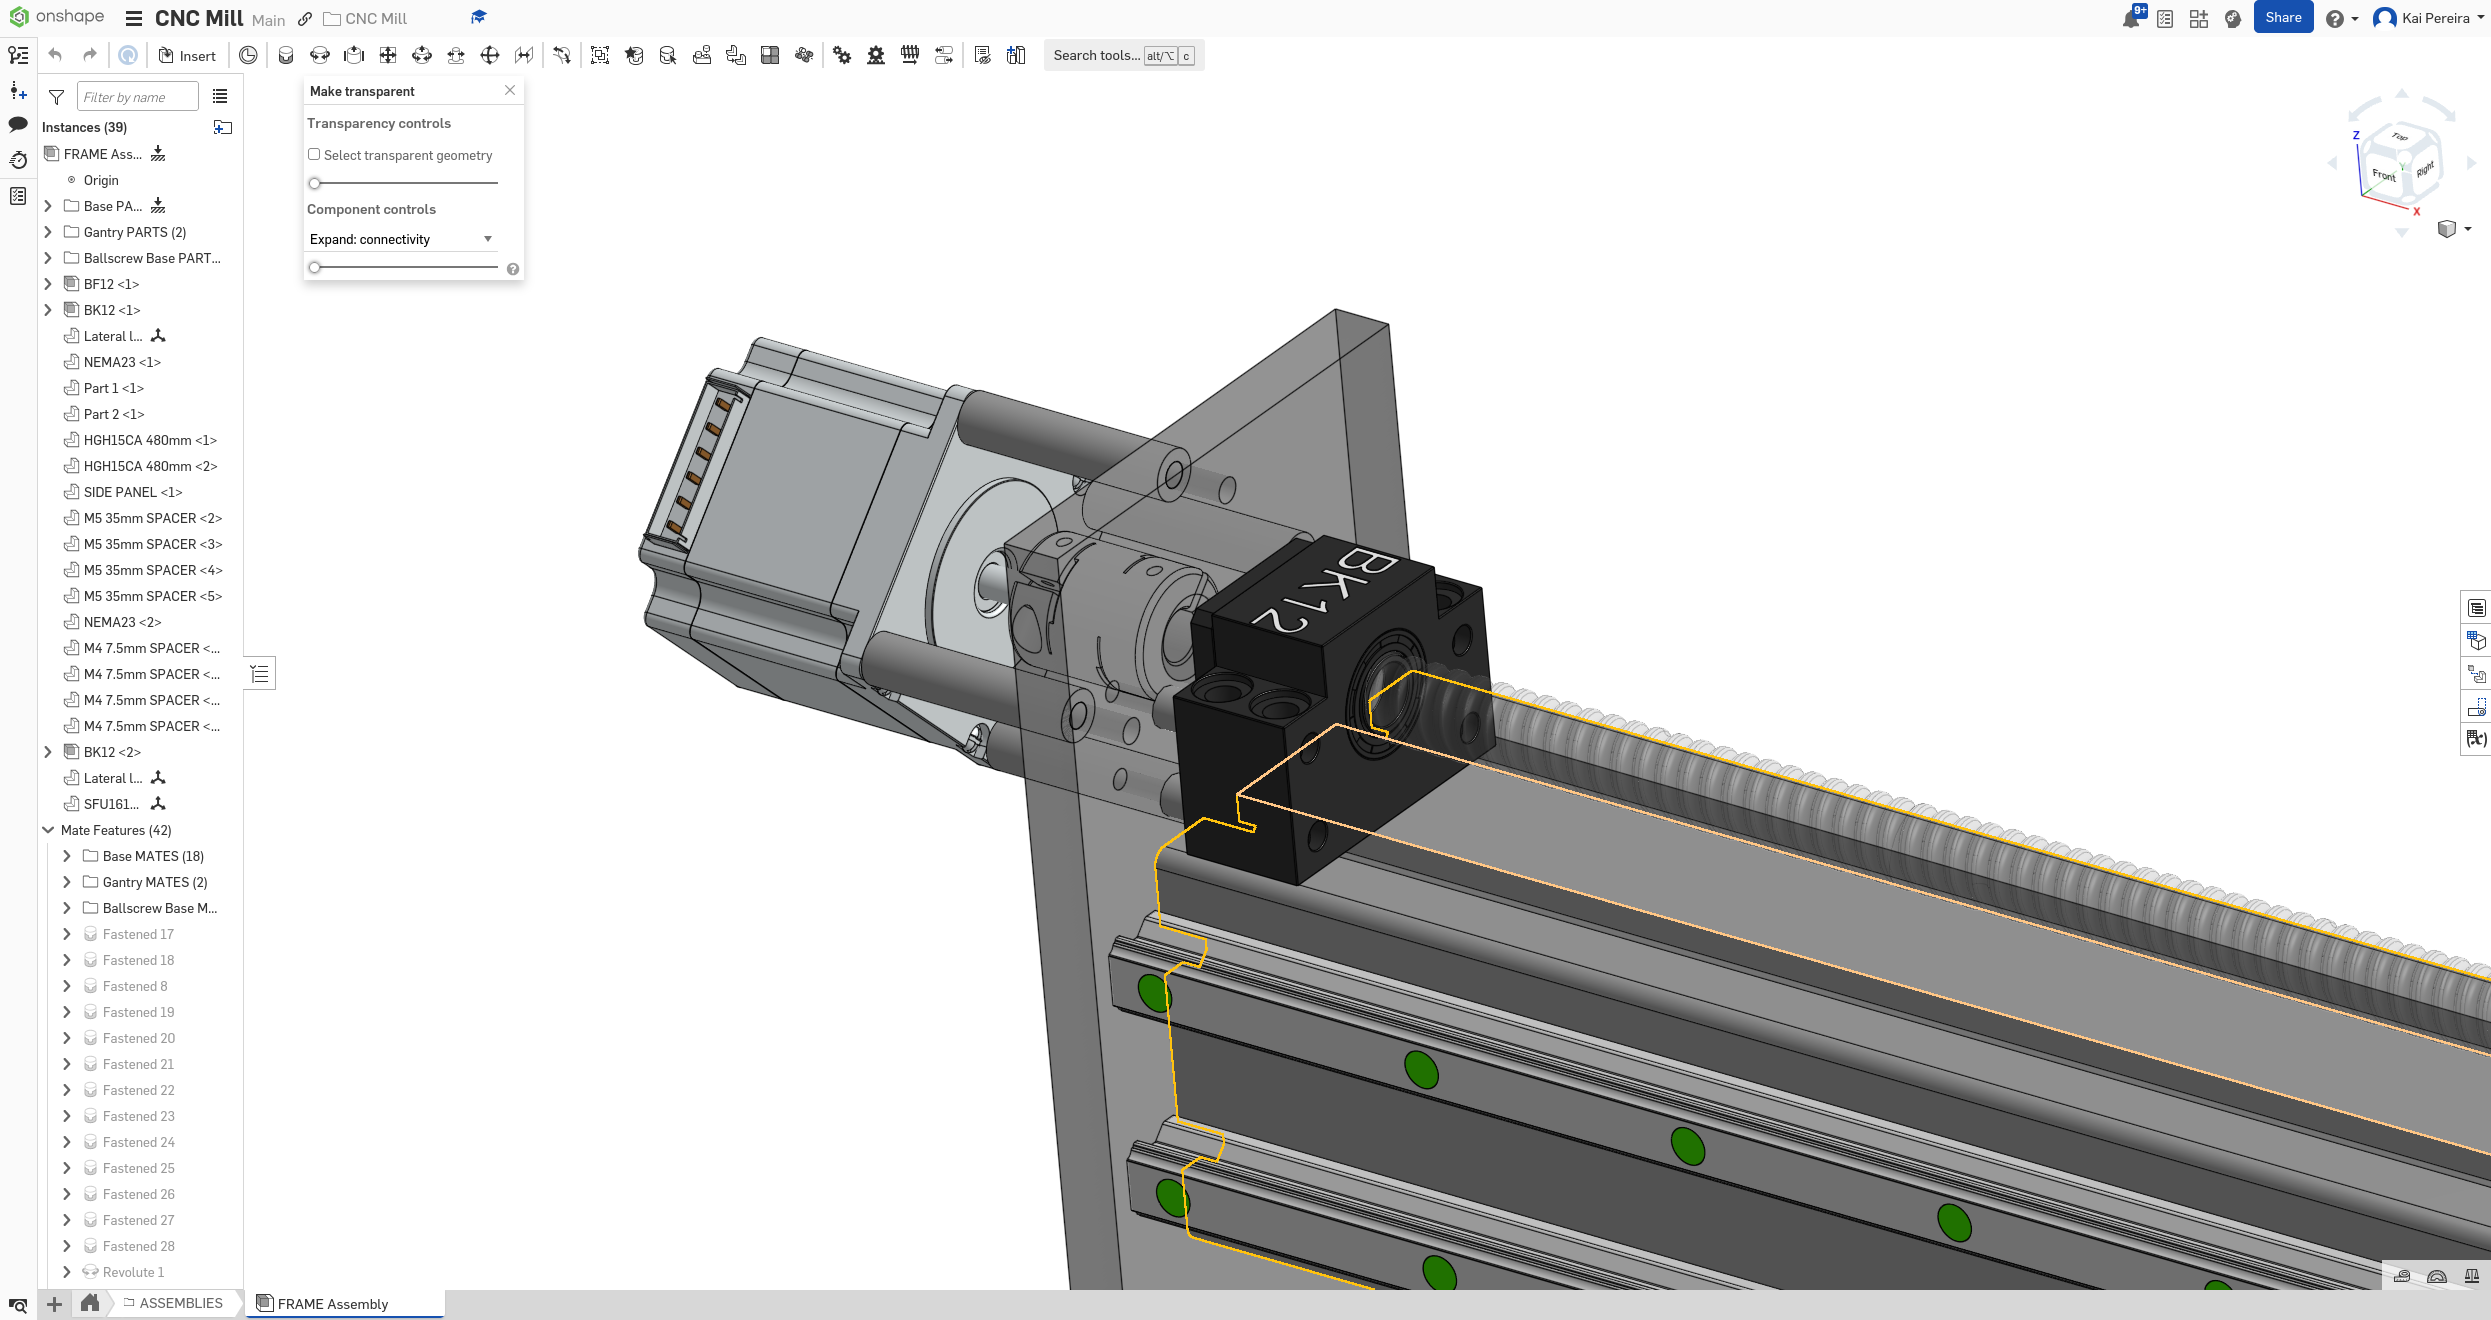 onshape
CNC Mill Main CNC Mill
9+
Share
Kai Pereira
Insert
Search tools... alt/⌥ c
Filter by name
Instances (39)
FRAME Ass...
Origin
Base PA...
Gantry PARTS (2)
Ballscrew Base PART...
BF12 <1>
BK12 <1>
Lateral l...
NEMA23 <1>
Part 1 <1>
Part 2 <1>
HGH15CA 480mm <1>
HGH15CA 480mm <2>
SIDE PANEL <1>
M5 35mm SPACER <2>
M5 35mm SPACER <3>
M5 35mm SPACER <4>
M5 35mm SPACER <5>
NEMA23 <2>
M4 7.5mm SPACER <...
M4 7.5mm SPACER <...
M4 7.5mm SPACER <...
M4 7.5mm SPACER <...
BK12 <2>
Lateral l...
SFU161...
Mate Features (42)
Base MATES (18)
Gantry MATES (2)
Ballscrew Base M...
Fastened 17
Fastened 18
Fastened 8
Fastened 19
Fastened 20
Fastened 21
Fastened 22
Fastened 23
Fastened 24
Fastened 25
Fastened 26
Fastened 27
Fastened 28
Revolute 1
Make transparent
Transparency controls
Select transparent geometry
Component controls
Expand: connectivity
BK12
Z
Top
Y
Front
Right
X
(x)
ASSEMBLIES
FRAME Assembly